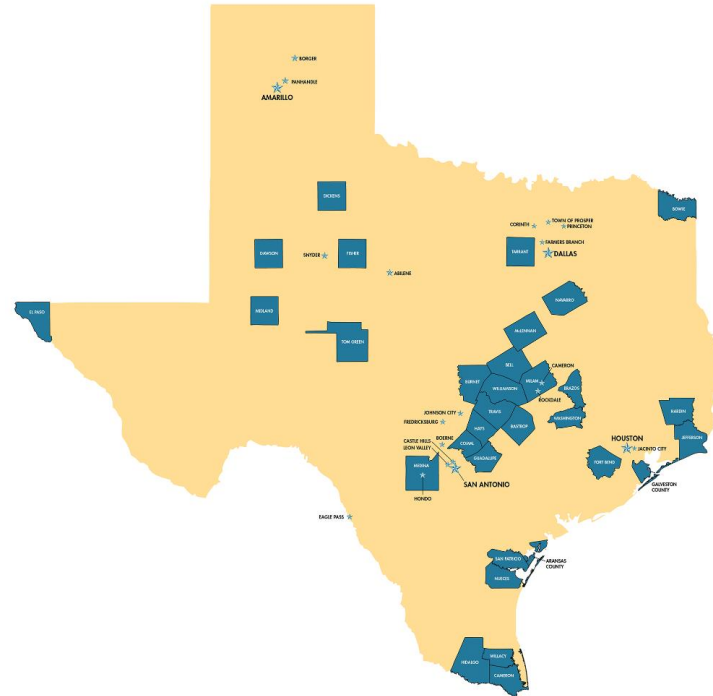 BORGER
PANHANDLE
AMARILLO
DICKENS
BOWIE
CORINTH
TOWN OF PROSPER
PRINCETON
FARMERS BRANCH
TARRANT
DALLAS
DAWSON
SNYDER
FISHER
ABILENE
NAVARRO
EL PASO
MIDLAND
TOM GREEN
McLENNAN
BELL
CAMERON
BURNET
MILAM
WILLIAMSON
BRAZOS
ROCKDALE
JOHNSON CITY
FREDERICKSBURG
TRAVIS
WASHINGTON
HARDIN
HAYS
BASTROP
BOERNE
CASTLE HILLS
LEON VALLEY
COMAL
GUADALUPE
HOUSTON
JACINTO CITY
JEFFERSON
MEDINA
FORT BEND
SAN ANTONIO
GALVESTON
COUNTY
HONDO
EAGLE PASS
SAN PATRICIO
ARANSAS
COUNTY
NUECES
HIDALGO
WILLACY
CAMERON